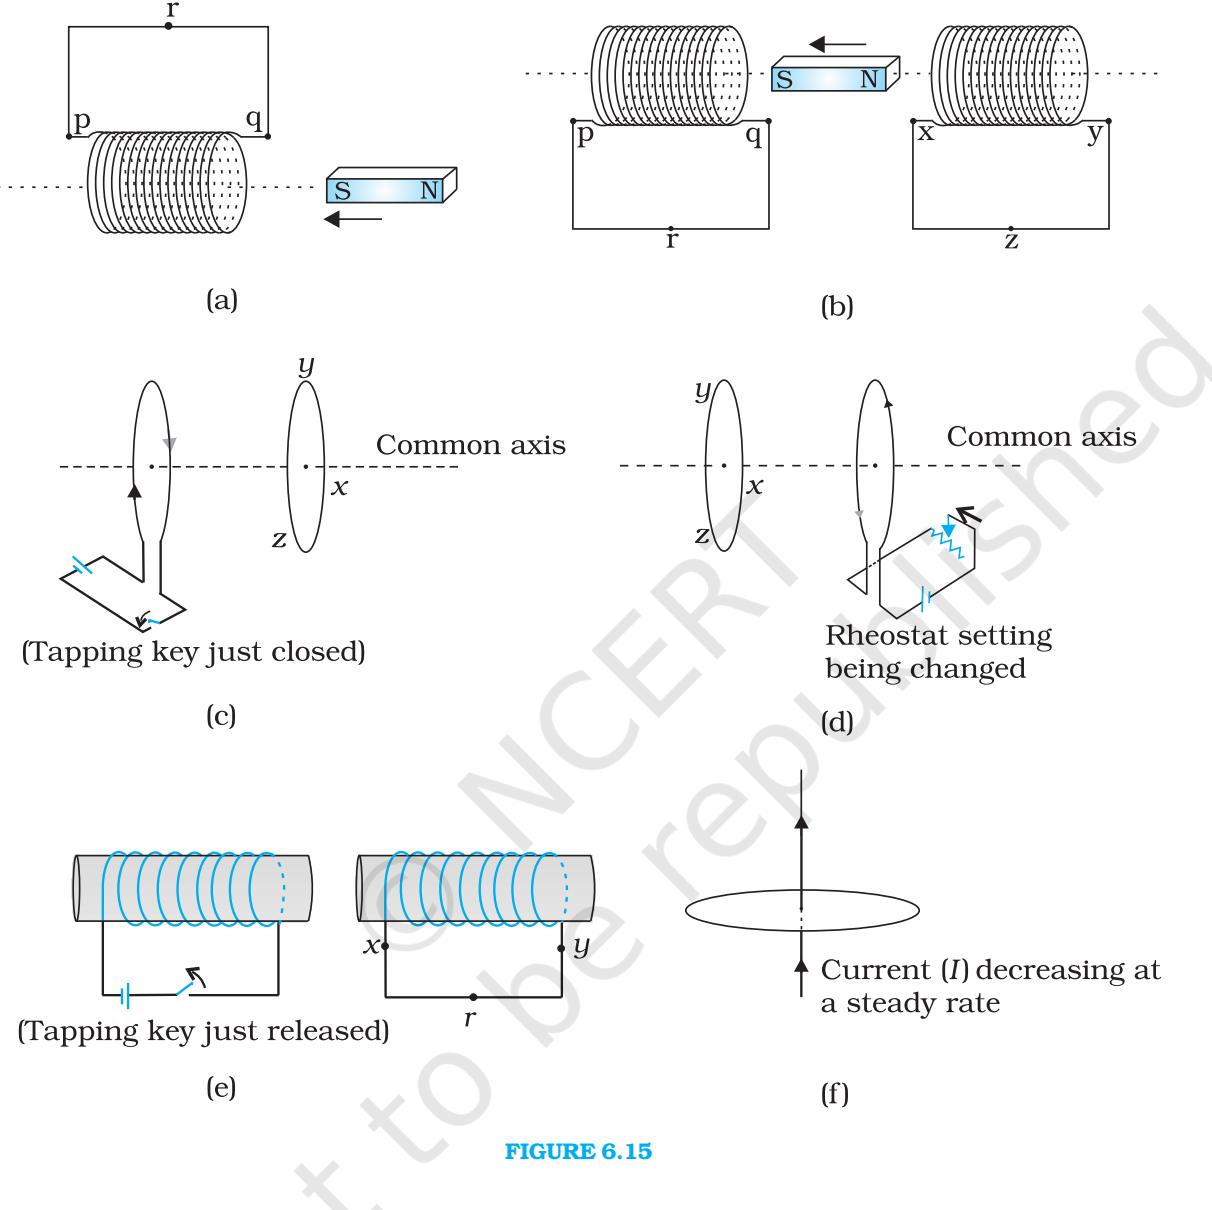 r
p
q
S N
(a)
S N
p
q
x
y
r
z
(b)
y
Common axis
x
z
(Tapping key just closed)
(c)
y
Common axis
x
z
Rheostat setting
being changed
(d)
x
y
r
(Tapping key just released)
(e)
Current (I) decreasing at
a steady rate
(f)
FIGURE 6.15
© NCERT
t to be republished